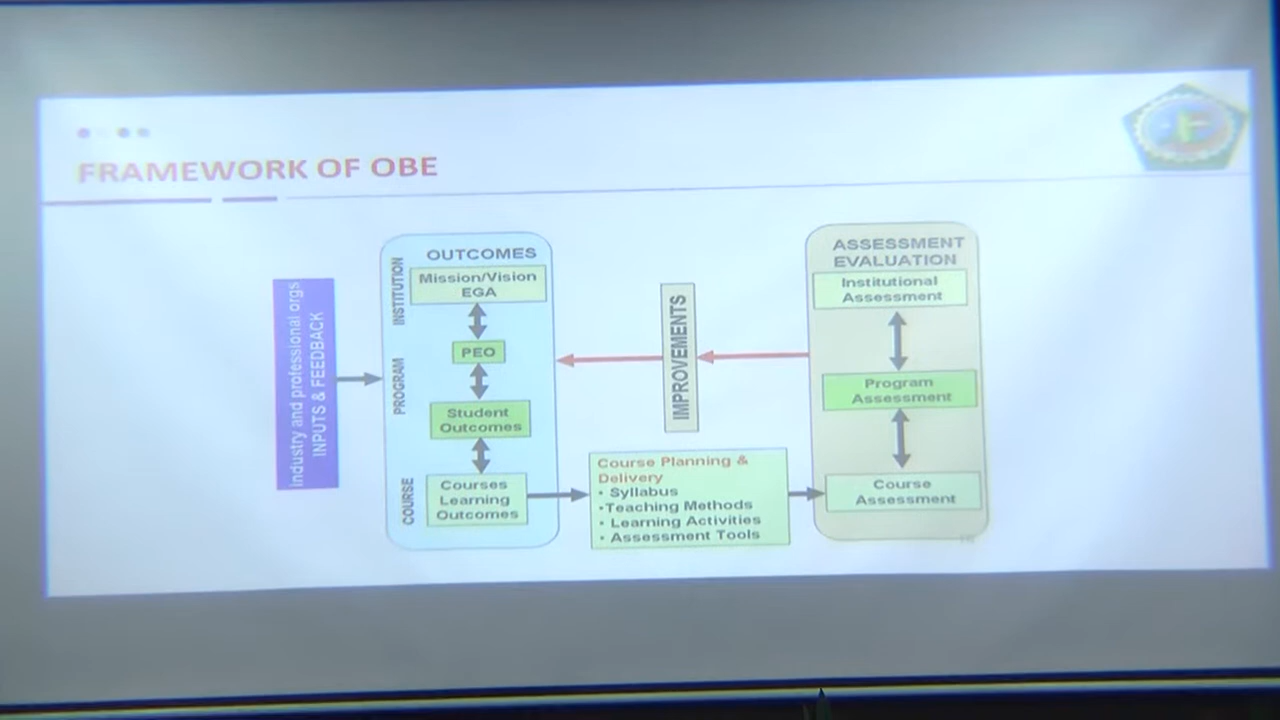 FRAMEWORK OF OBE
Industry and professional orgs
INPUTS & FEEDBACK
INSTITUTION
PROGRAM
COURSE
OUTCOMES
Mission/Vision
EGA
PEO
Student
Outcomes
Courses
Learning
Outcomes
IMPROVEMENTS
Course Planning &
Delivery
• Syllabus
•Teaching Methods
• Learning Activities
• Assessment Tools
ASSESSMENT
EVALUATION
Institutional
Assessment
Program
Assessment
Course
Assessment